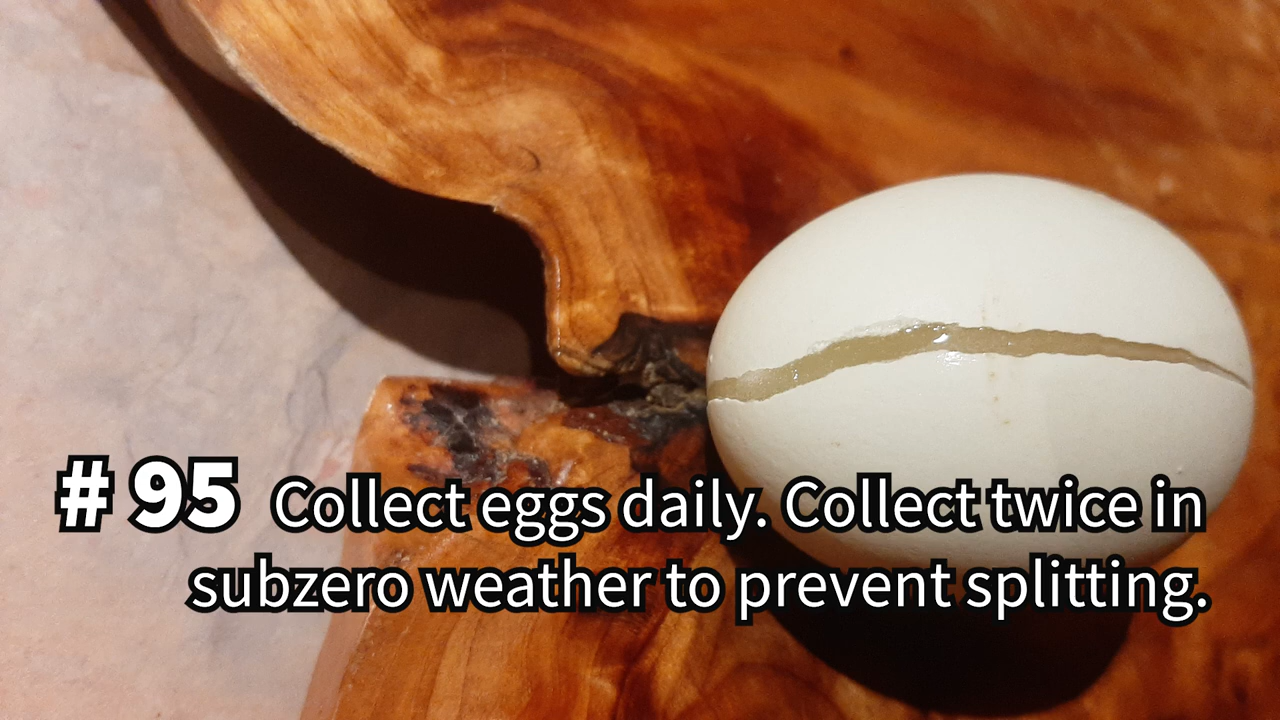 # 95 Collect eggs daily. Collect twice in
subzero weather to prevent splitting.